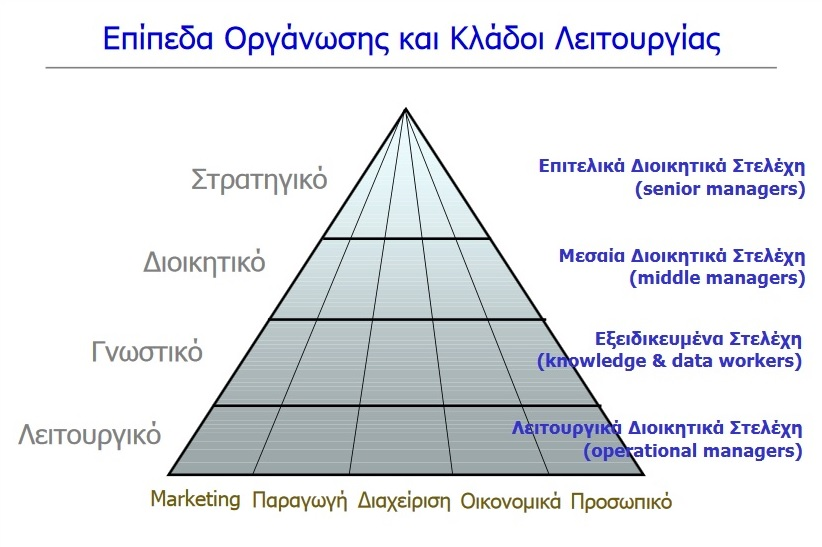 Επίπεδα Οργάνωσης και Κλάδοι Λειτουργίας
Στρατηγικό
Επιτελικά Διοικητικά Στελέχη
(senior managers)
Διοικητικό
Μεσαία Διοικητικά Στελέχη
(middle managers)
Γνωστικό
Εξειδικευμένα Στελέχη
(knowledge & data workers)
Λειτουργικό
Λειτουργικά Διοικητικά Στελέχη
(operational managers)
Marketing Παραγωγή Διαχείριση Οικονομικά Προσωπικό